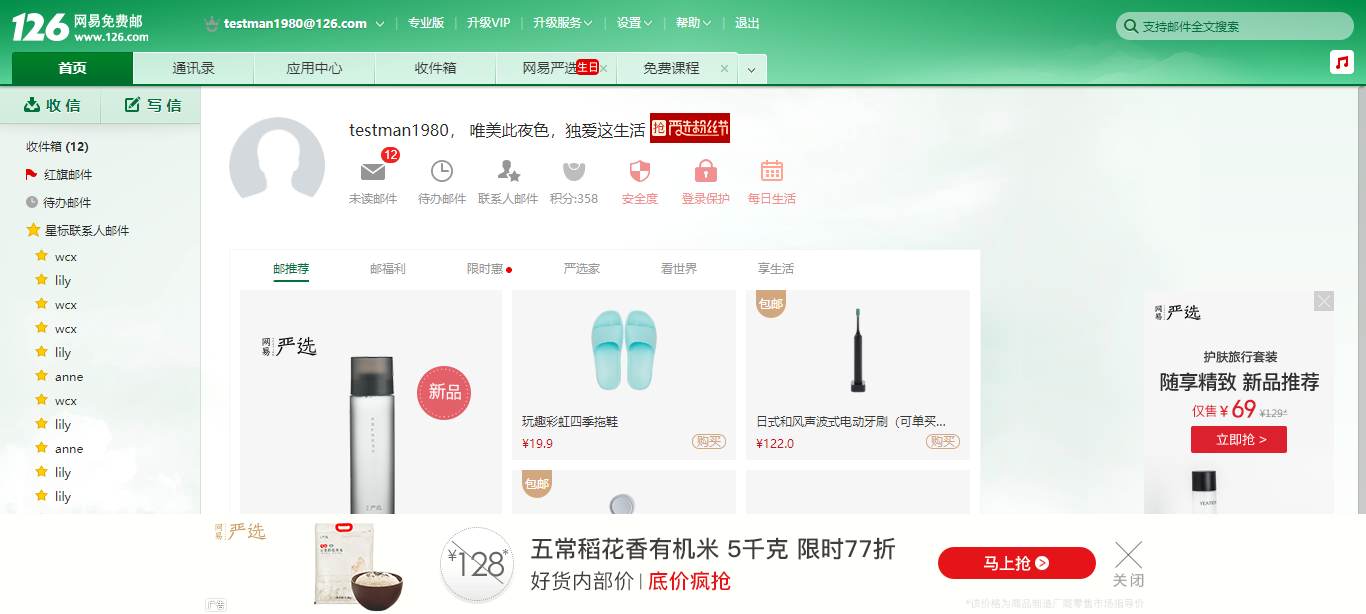 126 网易免费邮 www.126.com
testman1980@126.com 专业版 升级VIP 升级服务 设置 帮助 退出
支持邮件全文搜索
首页 通讯录 应用中心 收件箱 网易严选 生日 × 免费课程 ×
收信 写信
收件箱 (12)
红旗邮件
待办邮件
星标联系人邮件
wcx
lily
wcx
wcx
lily
anne
wcx
lily
anne
lily
lily
testman1980， 唯美此夜色，独爱这生活 抢 严选粉丝节
12
未读邮件 待办邮件 联系人邮件 积分:358 安全度 登录保护 每日生活
邮推荐 邮福利 限时惠 严选家 看世界 享生活
网易 严选
新品
严选
玩趣彩虹四季拖鞋
¥19.9 购买
包邮
日式和风声波式电动牙刷（可单买...
¥122.0 购买
包邮
网易 严选
护肤旅行套装
随享精致 新品推荐
仅售 ¥ 69 ¥129*
立即抢 >
网易 严选
¥128*
五常稻花香有机米 5千克 限时77折
好货内部价 | 底价疯抢
马上抢 >
关闭
广告
*该价格为商品制造厂商零售市场指导价